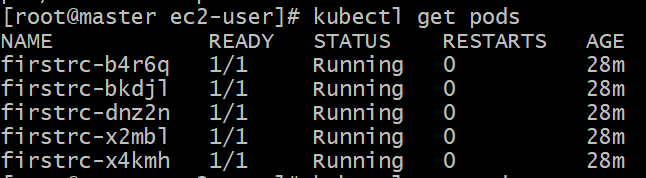 [root@master ec2-user]# kubectl get pods
NAME READY STATUS RESTARTS AGE
firstrc-b4r6q 1/1 Running 0 28m
firstrc-bkdjl 1/1 Running 0 28m
firstrc-dnz2n 1/1 Running 0 28m
firstrc-x2mbl 1/1 Running 0 28m
firstrc-x4kmh 1/1 Running 0 28m